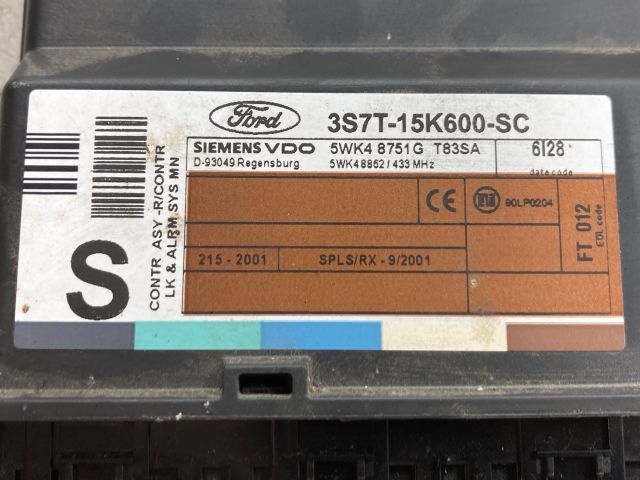 Ford
3S7T-15K600-SC
SIEMENS VDO 5WK4 8751G T83SA
D-93049 Regensburg 5WK4 8862 / 433 MHz
6I28
date code
CE
90LP0204
FT 012
EOL code
215 - 2001
SPLS/RX - 9/2001
CONTR ASY -R/CONTR
LK & ALRM SYS MN
S